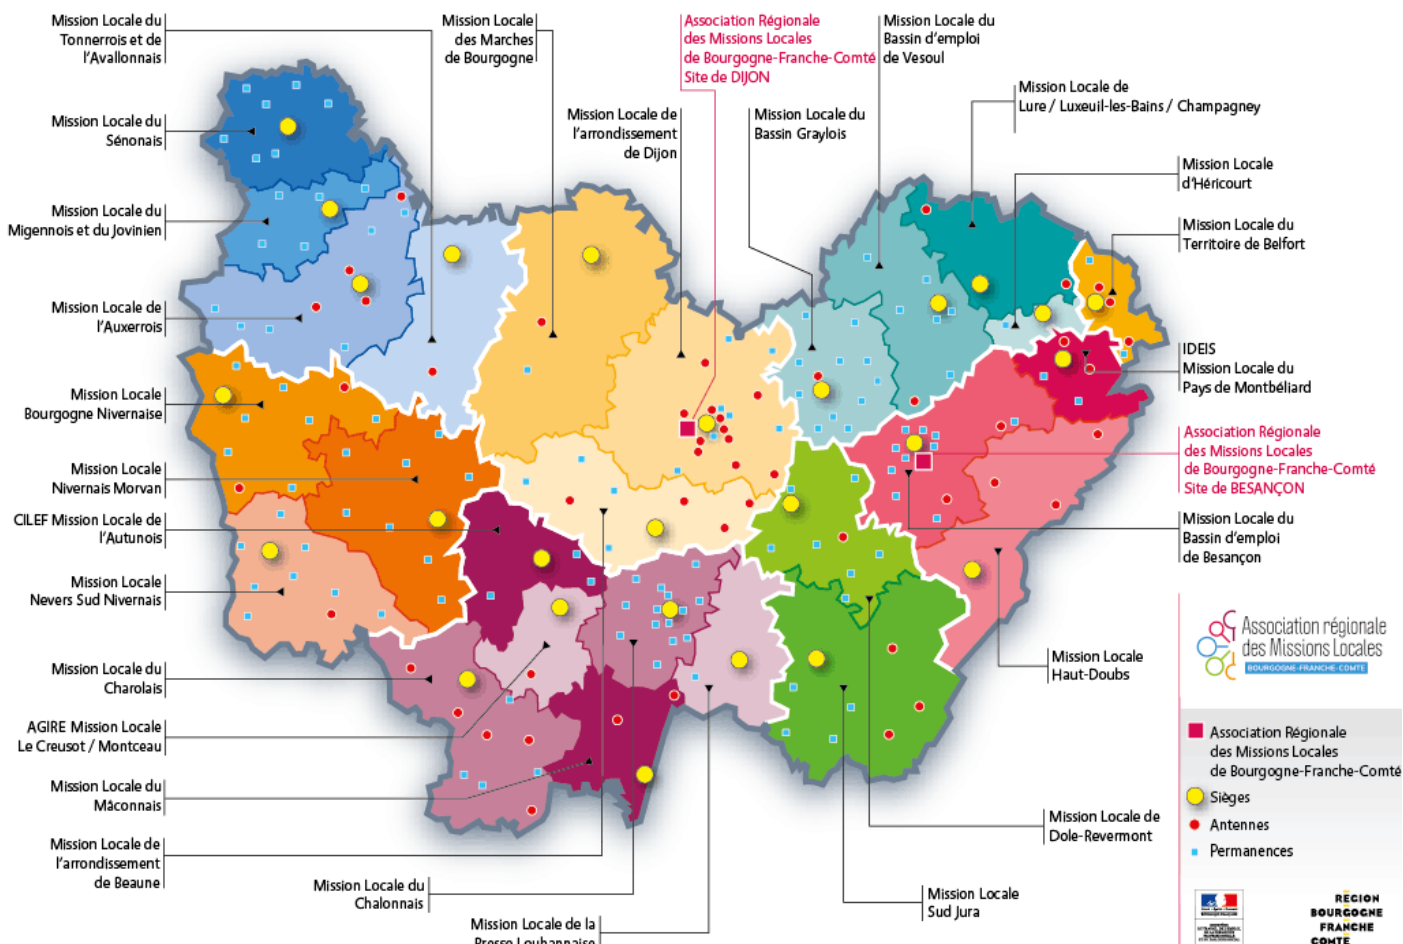 Mission Locale du
Tonnerrois et de
l'Avallonnais
Mission Locale
des Marches
de Bourgogne
Association Régionale
des Missions Locales
de Bourgogne-Franche-Comté
Site de DIJON
Mission Locale du
Bassin d'emploi
de Vesoul
Mission Locale de
Lure / Luxeuil-les-Bains / Champagney
Mission Locale du
Sénonais
Mission Locale de
l'arrondissement
de Dijon
Mission Locale du
Bassin Graylois
Mission Locale
d'Héricourt
Mission Locale du
Migennois et du Jovinien
Mission Locale du
Territoire de Belfort
Mission Locale de
l'Auxerrois
IDEIS
Mission Locale du
Pays de Montbéliard
Mission Locale
Bourgogne Nivernaise
Association Régionale
des Missions Locales
de Bourgogne-Franche-Comté
Site de BESANÇON
Mission Locale
Nivernais Morvan
CILEF Mission Locale de
l'Autunois
Mission Locale du
Bassin d'emploi
de Besançon
Mission Locale
Nevers Sud Nivernais
Association régionale
des Missions Locales
BOURGOGNE-FRANCHE-COMTE
Mission Locale du
Charolais
Mission Locale
Haut-Doubs
AGIRE Mission Locale
Le Creusot / Montceau
Mission Locale du
Mâconnais
Mission Locale de
Dole-Revermont
Mission Locale de
l'arrondissement
de Beaune
Mission Locale du
Chalonnais
Mission Locale
Sud Jura
Mission Locale de la
Association Régionale
des Missions Locales
de Bourgogne-Franche-Comté
Sièges
Antennes
Permanences
REGION
BOURGOGNE
FRANCHE
COMTE